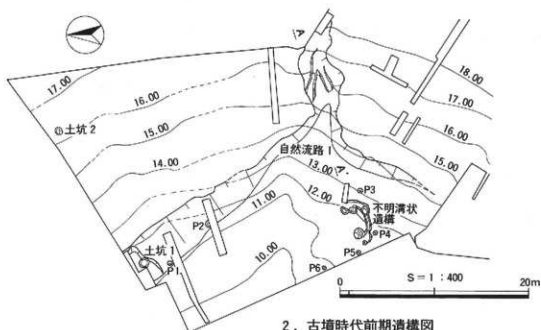 A
17.00
18.00
16.00
17.00
土坑 2
15.00
16.00
自然流路 1
14.00
15.00
13.00
A.
12.00
P3
11.00
不明溝状
遺構
P2
P4
土坑 1
P1
10.00
P5
P6
S = 1 : 400
0
20m
2. 古墳時代前期遺構図